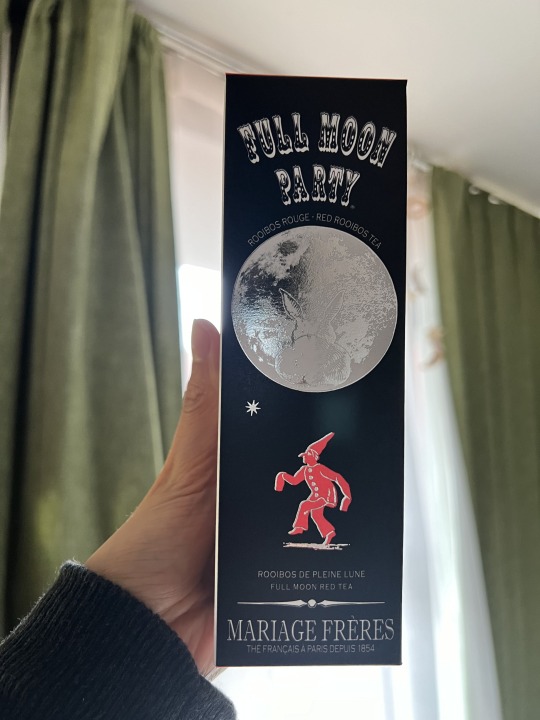 FULL MOON
PARTY
ROOIBOS ROUGE · RED ROOIBOS TEA
ROOIBOS DE PLEINE LUNE
FULL MOON RED TEA
MARIAGE FRÈRES
THÉ FRANÇAIS À PARIS DEPUIS 1854